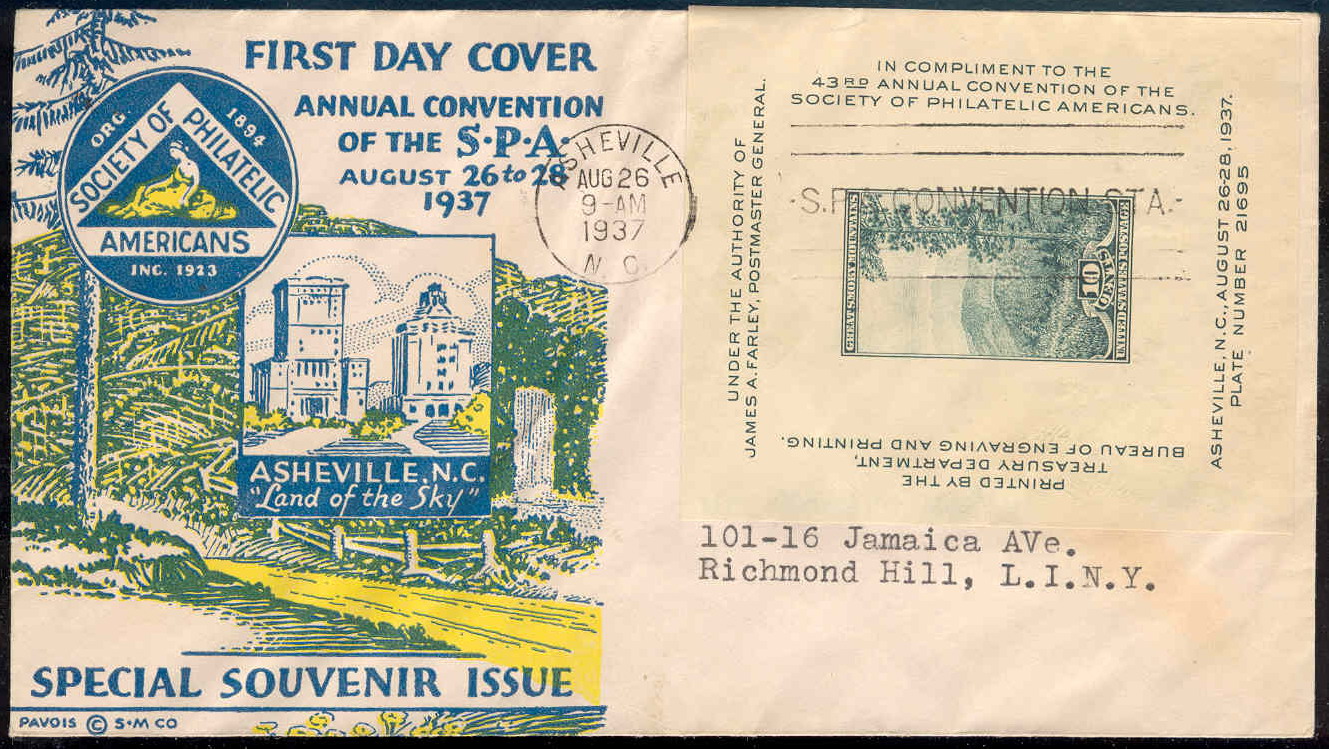 FIRST DAY COVER
ANNUAL CONVENTION
OF THE S·P·A·
AUGUST 26 to 28
1937
ORG. 1894
SOCIETY OF PHILATELIC
AMERICANS
INC. 1923
ASHEVILLE, N.C.
"Land of the Sky"
SPECIAL SOUVENIR ISSUE
PAVOIS © S·M CO
ASHEVILLE
AUG 26
9-AM
1937
N. C.
S.P.A. CONVENTION STA.
IN COMPLIMENT TO THE
43RD ANNUAL CONVENTION OF THE
SOCIETY OF PHILATELIC AMERICANS.
UNDER THE AUTHORITY OF
JAMES A. FARLEY, POSTMASTER GENERAL.
GREAT SMOKY MOUNTAINS
10
UNITED STATES POSTAGE
ASHEVILLE, N.C., AUGUST 26-28, 1937.
PLATE NUMBER 21695
PRINTED BY THE
TREASURY DEPARTMENT,
BUREAU OF ENGRAVING AND PRINTING.
101-16 Jamaica AVe.
Richmond Hill, L.I.N.Y.